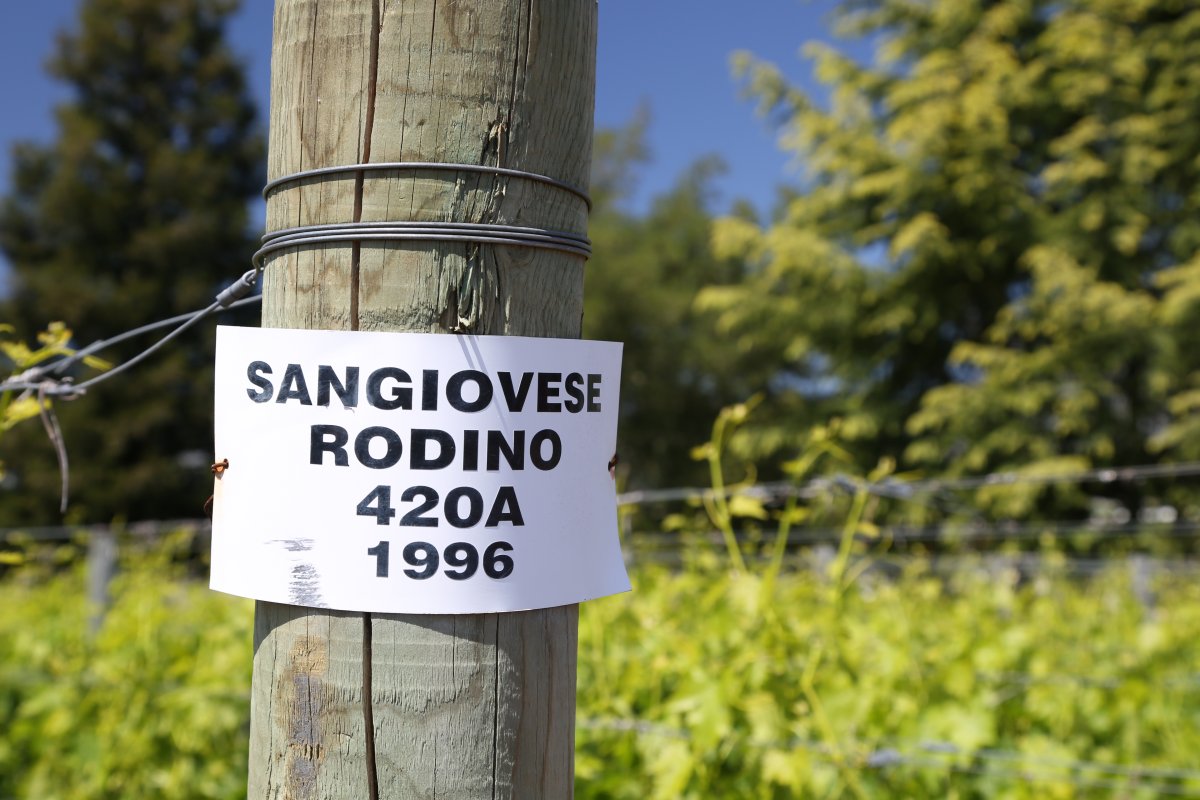 SANGIOVESE
RODINO
420A
1996